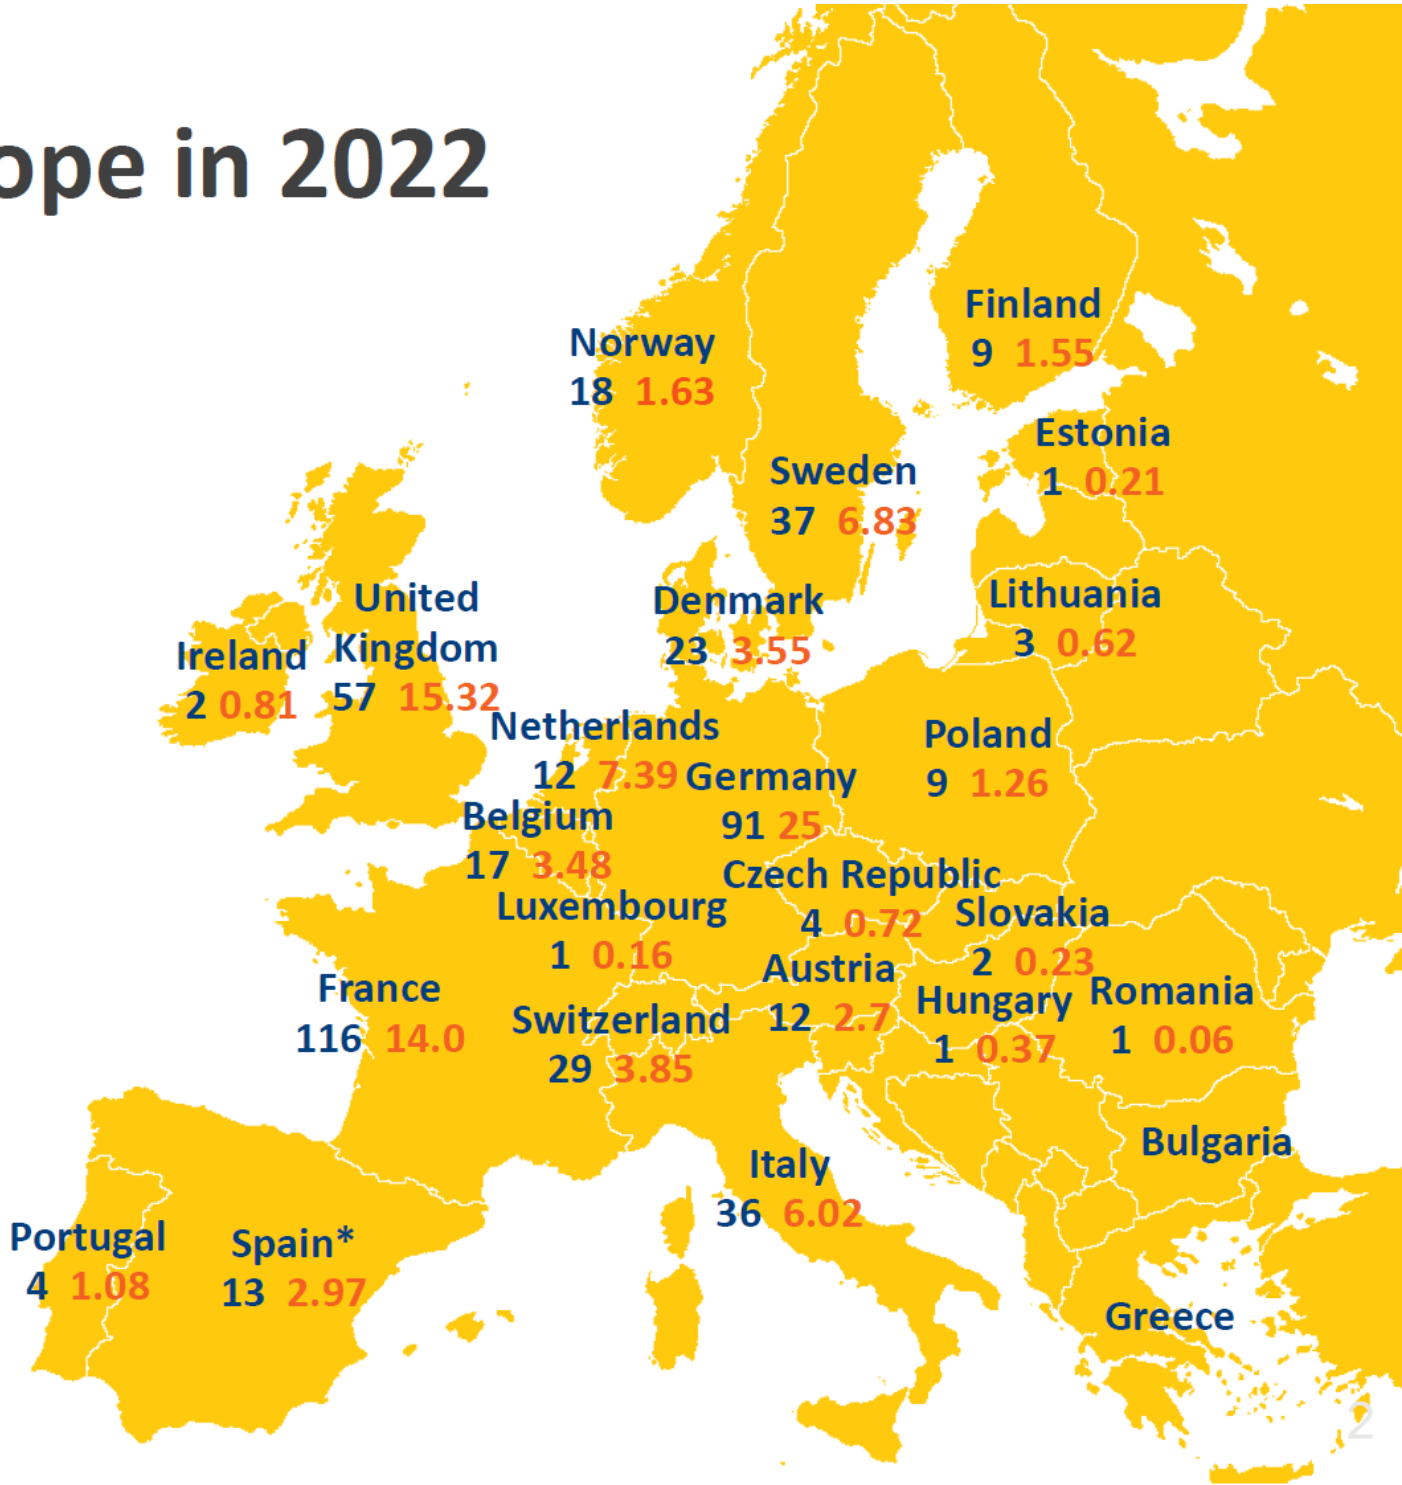 ope in 2022
Finland
9 1.55
Norway
18 1.63
Estonia
1 0.21
Sweden
37 6.83
United
Kingdom
57 15.32
Denmark
23 3.55
Lithuania
3 0.62
Ireland
2 0.81
Netherlands
12 7.39
Poland
9 1.26
Germany
91 25
Belgium
17 3.48
Czech Republic
4 0.72
Luxembourg
1 0.16
Slovakia
2 0.23
Austria
12 2.7
France
116 14.0
Hungary
1 0.37
Romania
1 0.06
Switzerland
29 3.85
Bulgaria
Italy
36 6.02
Portugal
4 1.08
Spain*
13 2.97
Greece
2